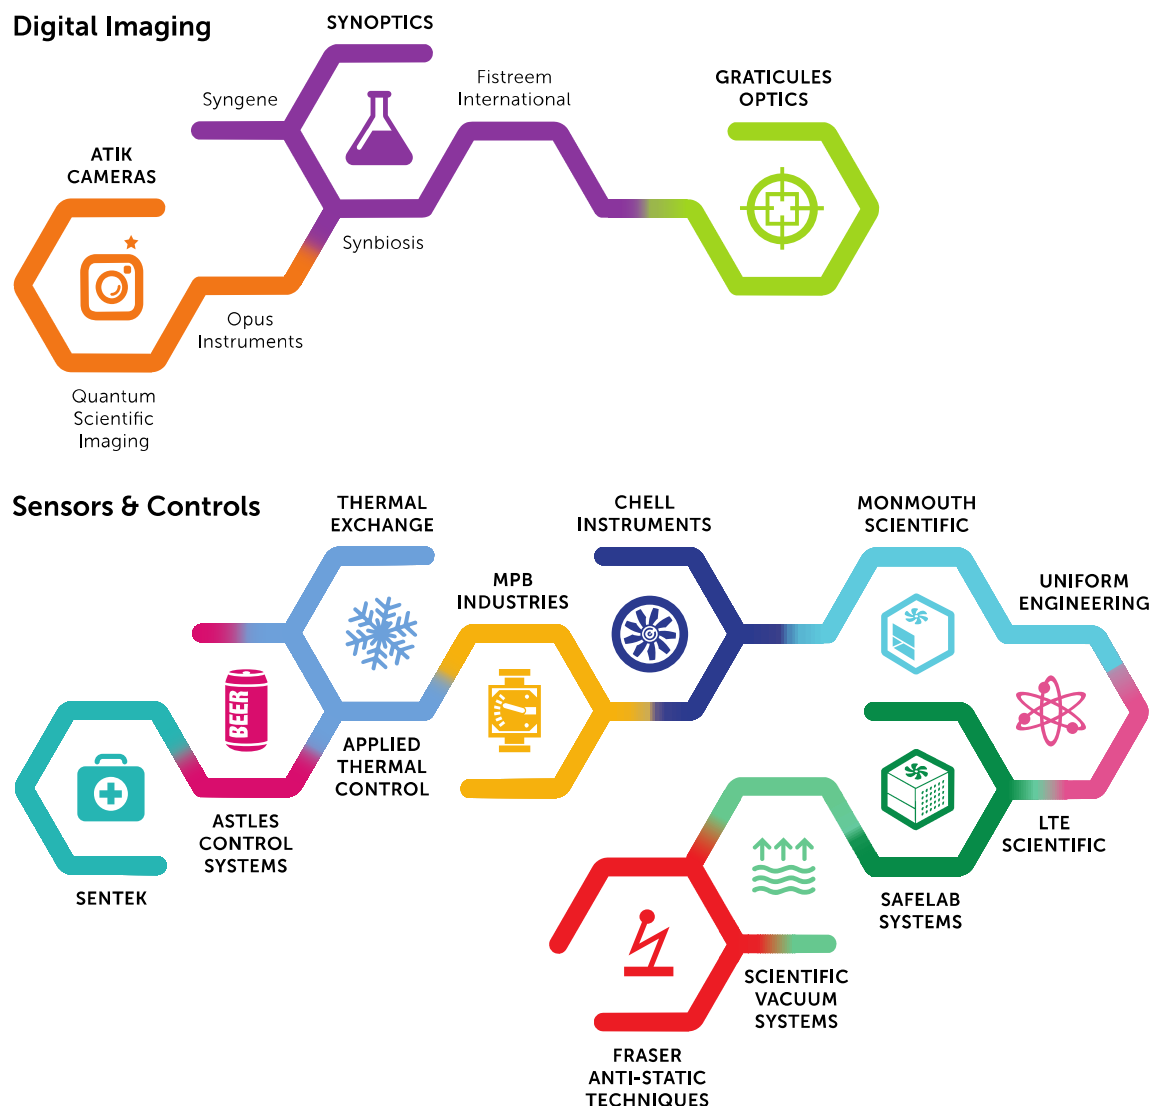 Digital Imaging
SYNOPTICS
Syngene
Fistreem
International
GRATICULES
OPTICS
ATIK
CAMERAS
Synbiosis
Opus
Instruments
Quantum
Scientific
Imaging
Sensors & Controls
THERMAL
EXCHANGE
CHELL
INSTRUMENTS
MONMOUTH
SCIENTIFIC
MPB
INDUSTRIES
UNIFORM
ENGINEERING
BEER
APPLIED
THERMAL
CONTROL
ASTLES
CONTROL
SYSTEMS
LTE
SCIENTIFIC
SENTEK
SAFELAB
SYSTEMS
SCIENTIFIC
VACUUM
SYSTEMS
FRASER
ANTI-STATIC
TECHNIQUES